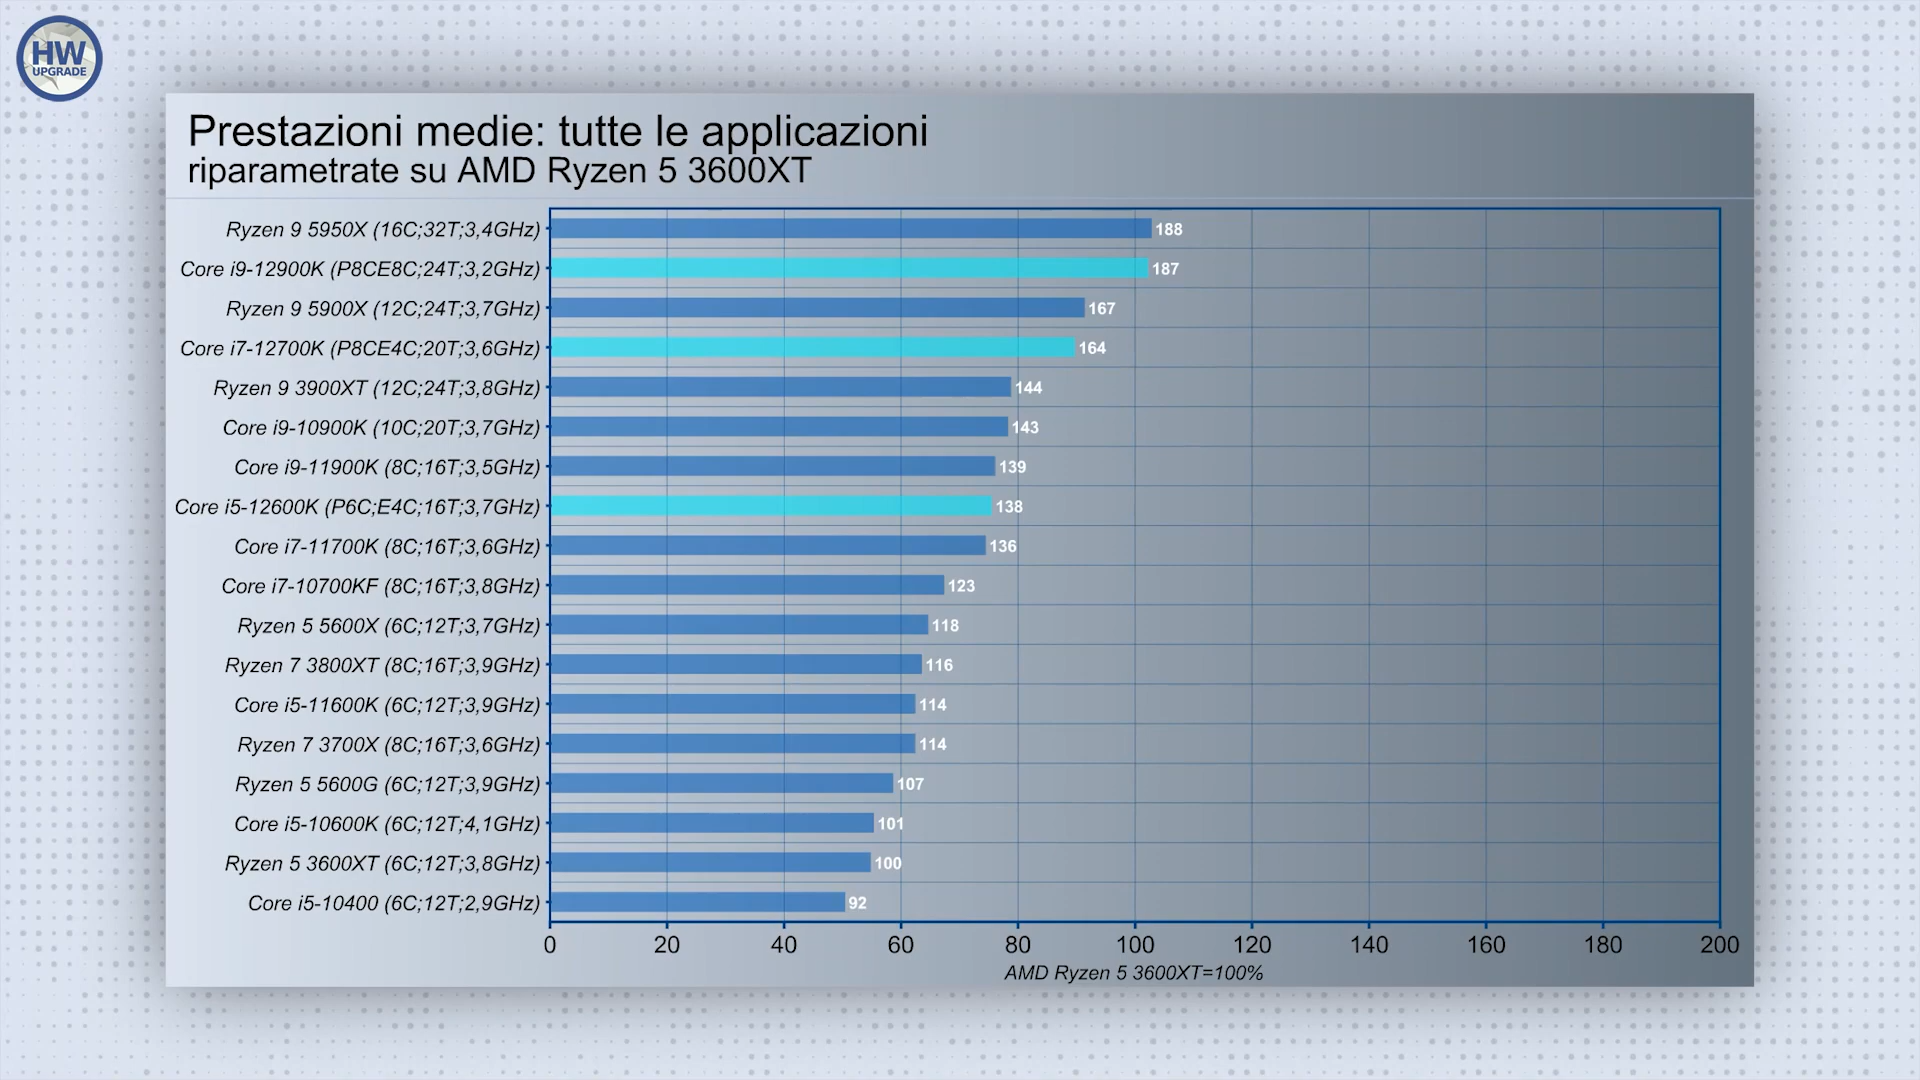 HW
UPGRADE
Prestazioni medie: tutte le applicazioni
riparametrate su AMD Ryzen 5 3600XT
Ryzen 9 5950X (16C;32T;3,4GHz) 188
Core i9-12900K (P8CE8C;24T;3,2GHz) 187
Ryzen 9 5900X (12C;24T;3,7GHz) 167
Core i7-12700K (P8CE4C;20T;3,6GHz) 164
Ryzen 9 3900XT (12C;24T;3,8GHz) 144
Core i9-10900K (10C;20T;3,7GHz) 143
Core i9-11900K (8C;16T;3,5GHz) 139
Core i5-12600K (P6C;E4C;16T;3,7GHz) 138
Core i7-11700K (8C;16T;3,6GHz) 136
Core i7-10700KF (8C;16T;3,8GHz) 123
Ryzen 5 5600X (6C;12T;3,7GHz) 118
Ryzen 7 3800XT (8C;16T;3,9GHz) 116
Core i5-11600K (6C;12T;3,9GHz) 114
Ryzen 7 3700X (8C;16T;3,6GHz) 114
Ryzen 5 5600G (6C;12T;3,9GHz) 107
Core i5-10600K (6C;12T;4,1GHz) 101
Ryzen 5 3600XT (6C;12T;3,8GHz) 100
Core i5-10400 (6C;12T;2,9GHz) 92
0 20 40 60 80 100 120 140 160 180 200
AMD Ryzen 5 3600XT=100%